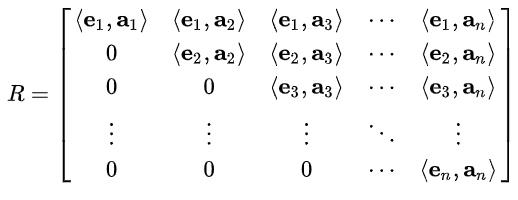 ⟨e₁, a₁⟩ ⟨e₁, a₂⟩ ⟨e₁, a₃⟩ ⋯ ⟨e₁, aₙ⟩
0 ⟨e₂, a₂⟩ ⟨e₂, a₃⟩ ⋯ ⟨e₂, aₙ⟩
R = 0 0 ⟨e₃, a₃⟩ ⋯ ⟨e₃, aₙ⟩
⋮ ⋮ ⋮ ⋱ ⋮
0 0 0 ⋯ ⟨eₙ, aₙ⟩